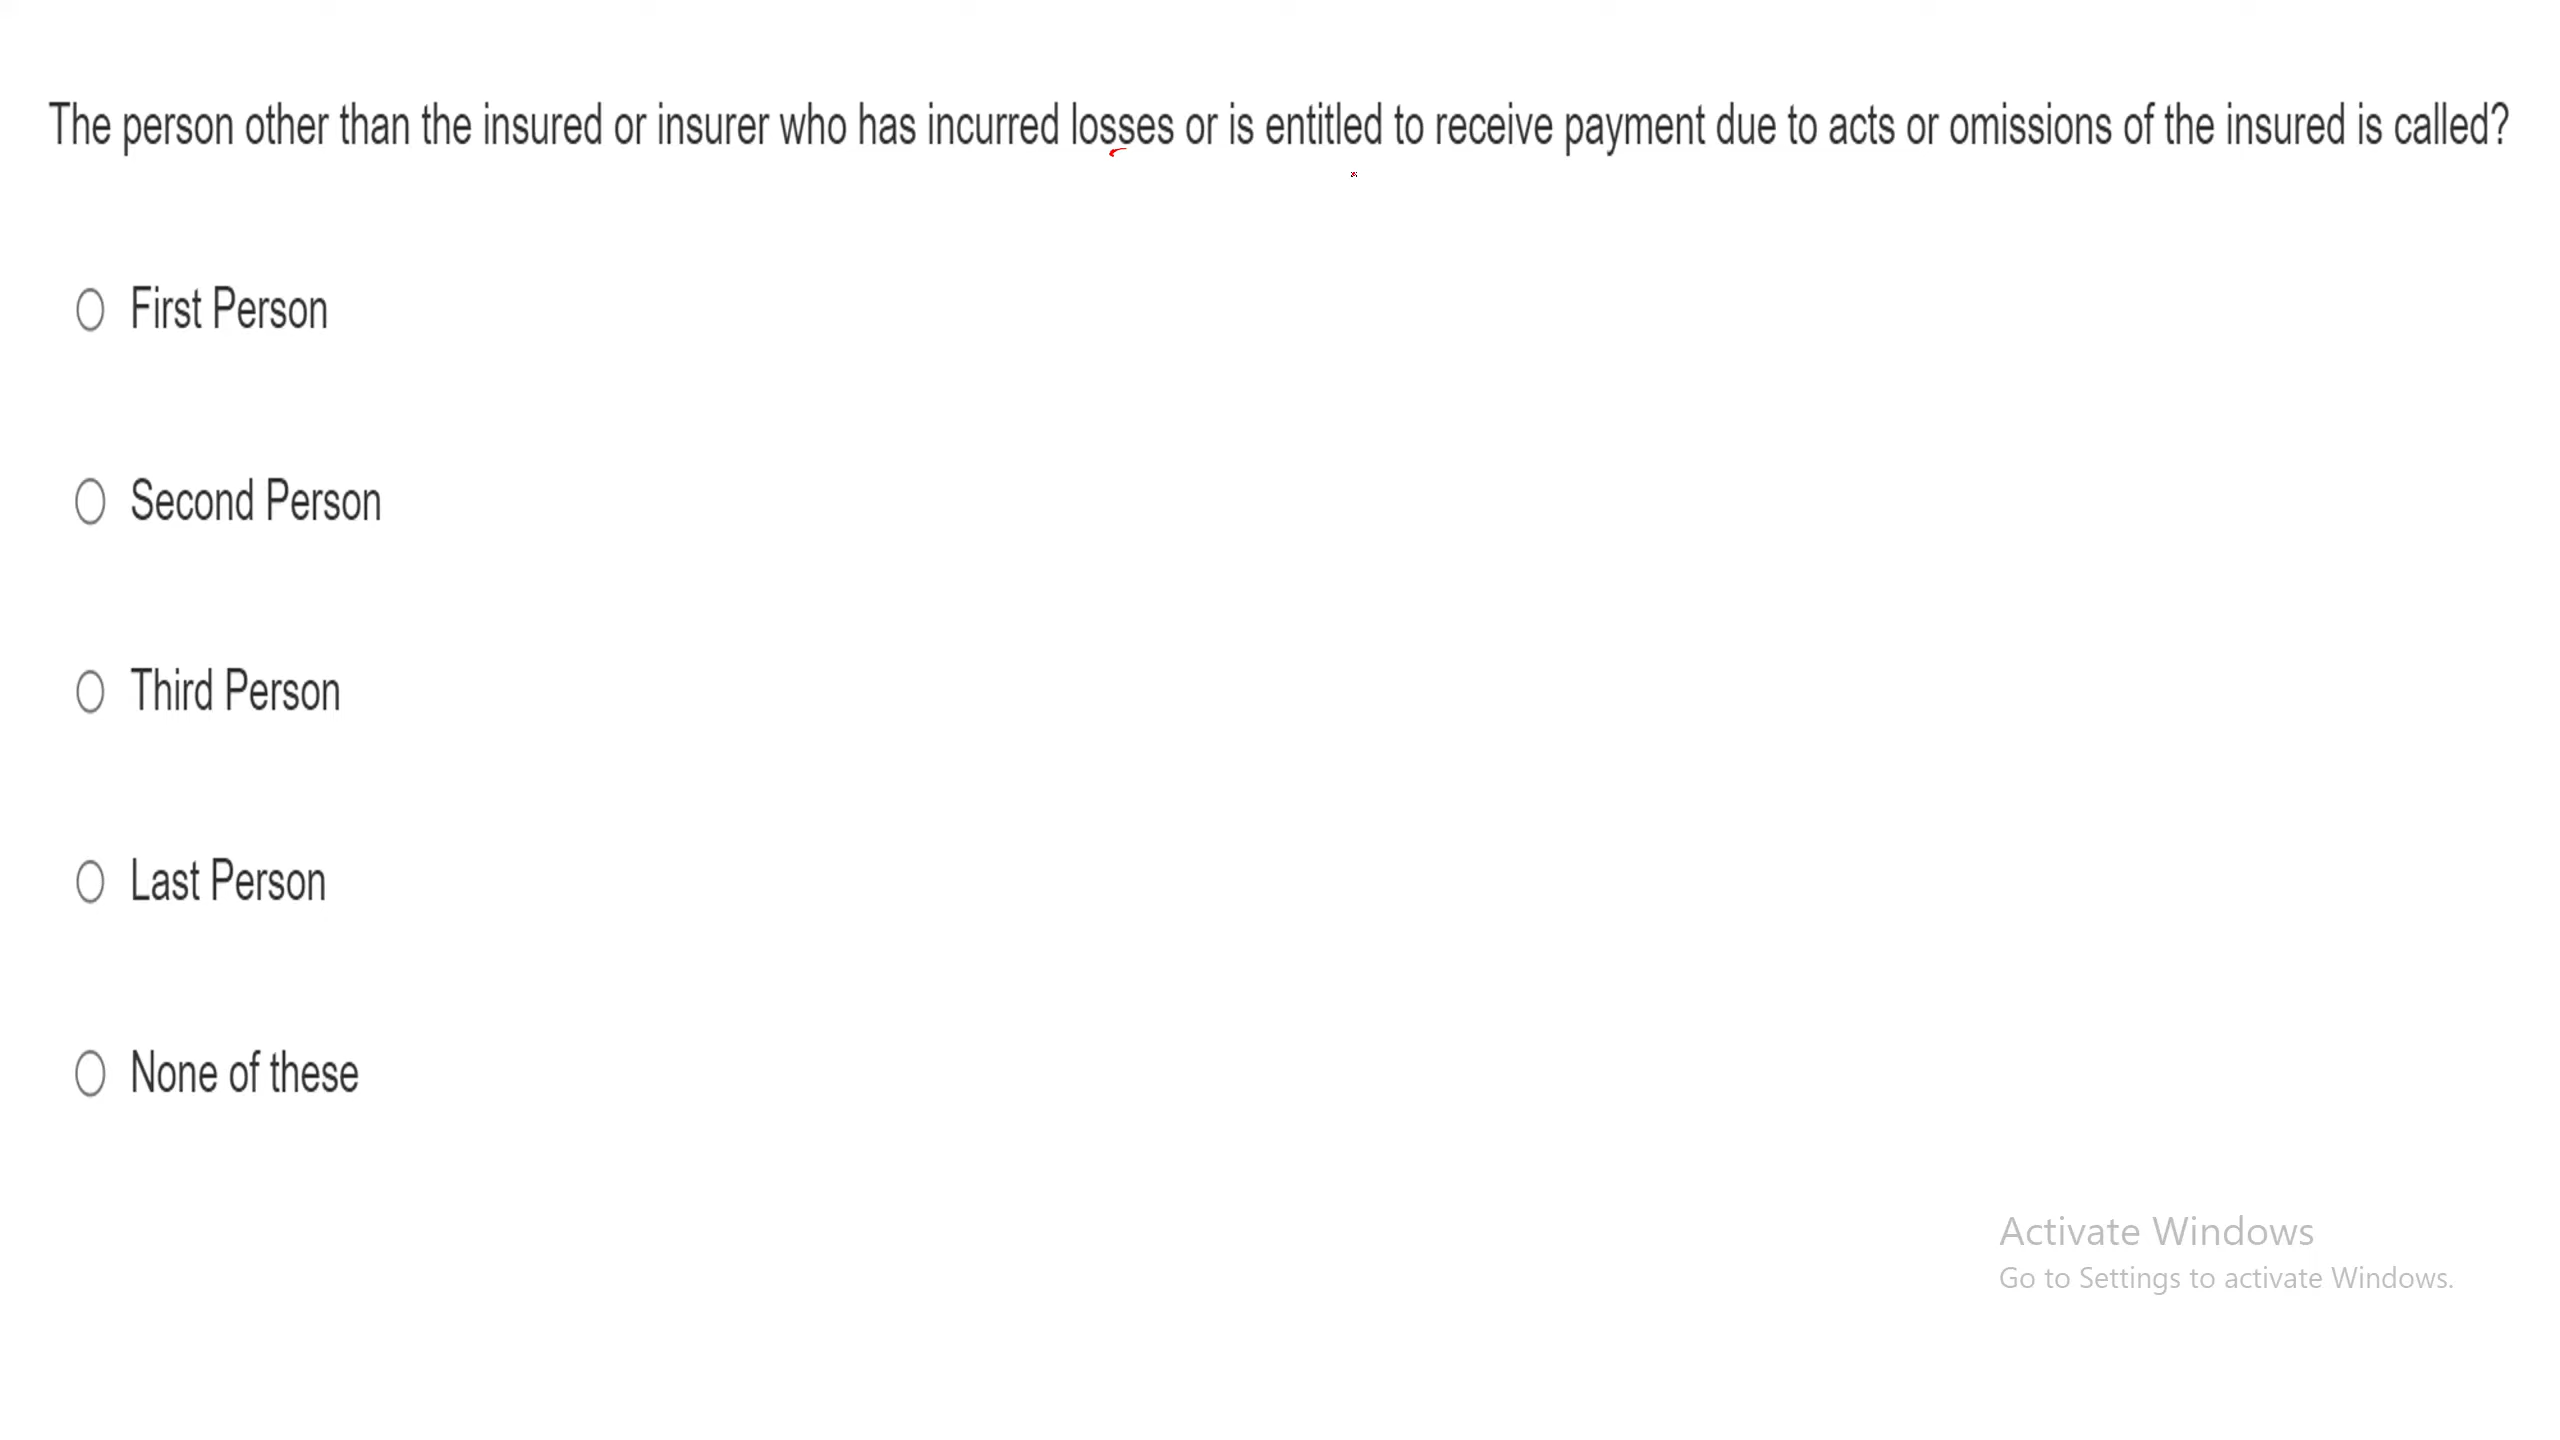 The person other than the insured or insurer who has incurred losses or is entitled to receive payment due to acts or omissions of the insured is called?
First Person
Second Person
Third Person
Last Person
None of these
Activate Windows
Go to Settings to activate Windows.